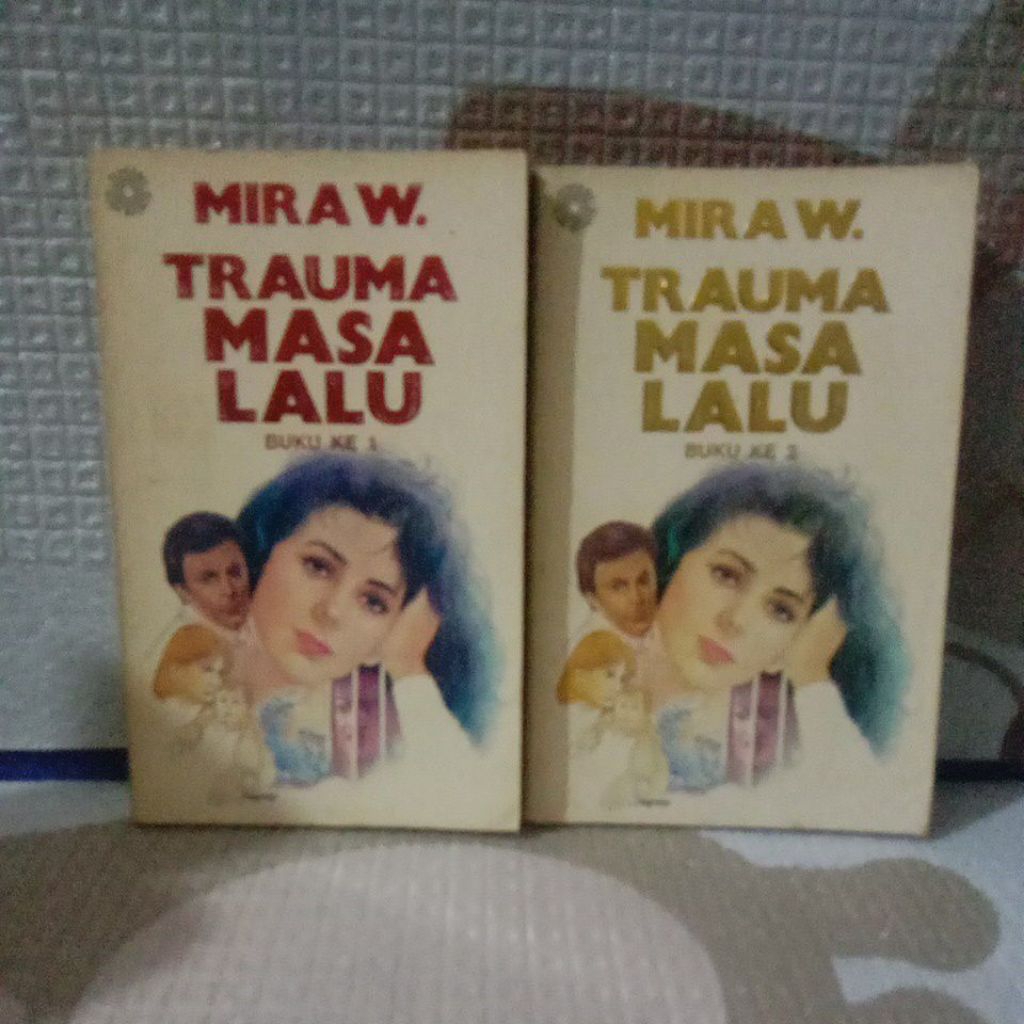 MIRA W.
TRAUMA
MASA
LALU
BUKU KE 1
MIRA W.
TRAUMA
MASA
LALU
BUKU KE 2